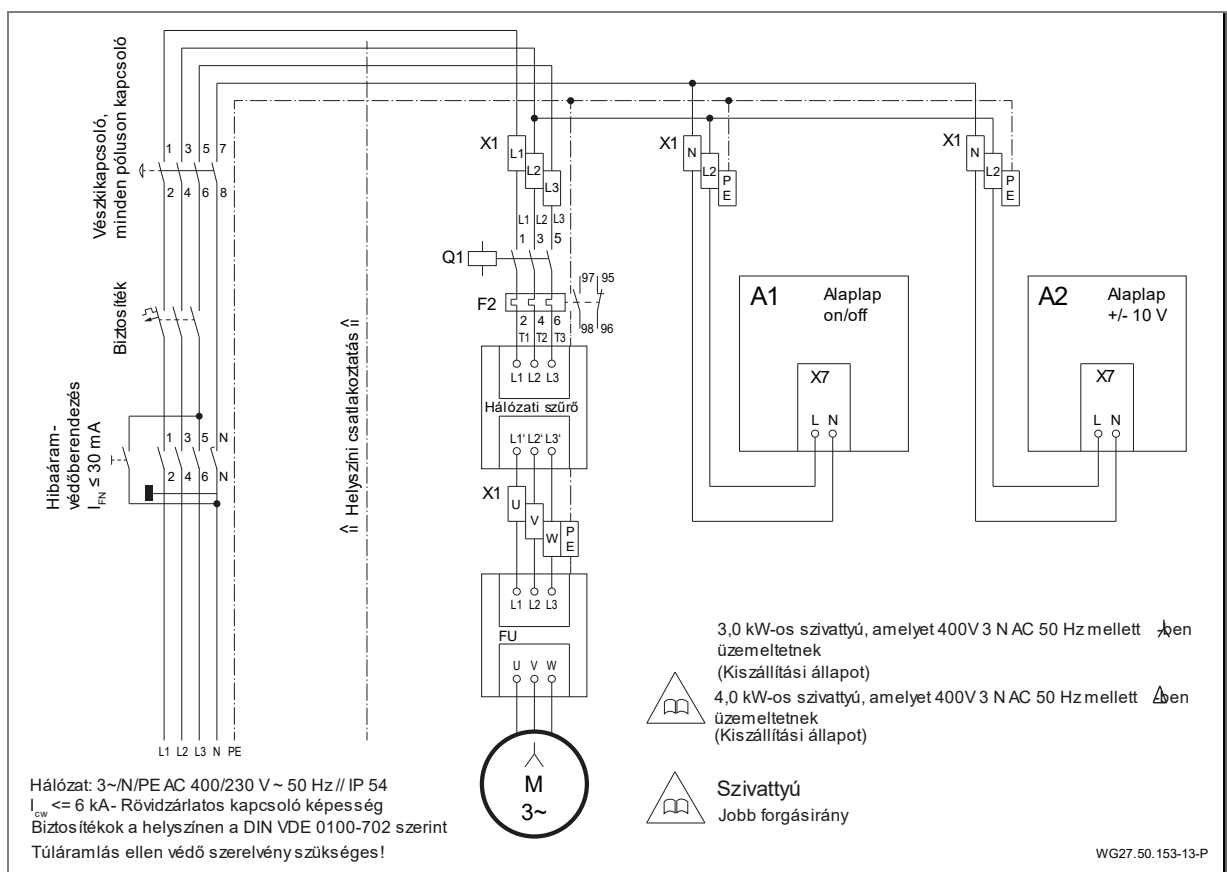 Vészkikapcsoló,
minden póluson kapcsoló
1 3 5 7
2 4 6 8
Biztosíték
Hibaáram-
védőberendezés
I_FN ≤ 30 mA
1 3 5 N
2 4 6 N
L1 L2 L3 N PE
⇑ Helyszíni csatlakoztatás ⇑
X1
L1
L2
L3
L1 L2 L3
1 3 5
Q1
F2
97 95
98 96
2 4 6
T1 T2 T3
L1 L2 L3
Hálózati szűrő
L1' L2' L3'
X1
U
V
W
PE
L1 L2 L3
FU
U V W
M
3~
X1
N
L2
PE
A1
Alaplap
on/off
X7
L N
X1
N
L2
PE
A2
Alaplap
+/- 10 V
X7
L N
3,0 kW-os szivattyú, amelyet 400V 3 N AC 50 Hz mellett -ben
üzemeltetnek
(Kiszállítási állapot)
4,0 kW-os szivattyú, amelyet 400V 3 N AC 50 Hz mellett -ben
üzemeltetnek
(Kiszállítási állapot)
Szivattyú
Jobb forgásirány
Hálózat: 3~/N/PE AC 400/230 V ~ 50 Hz // IP 54
I_cw <= 6 kA- Rövidzárlatos kapcsoló képesség
Biztosítékok a helyszínen a DIN VDE 0100-702 szerint
Túláramlás ellen védő szerelvény szükséges!
WG27.50.153-13-P